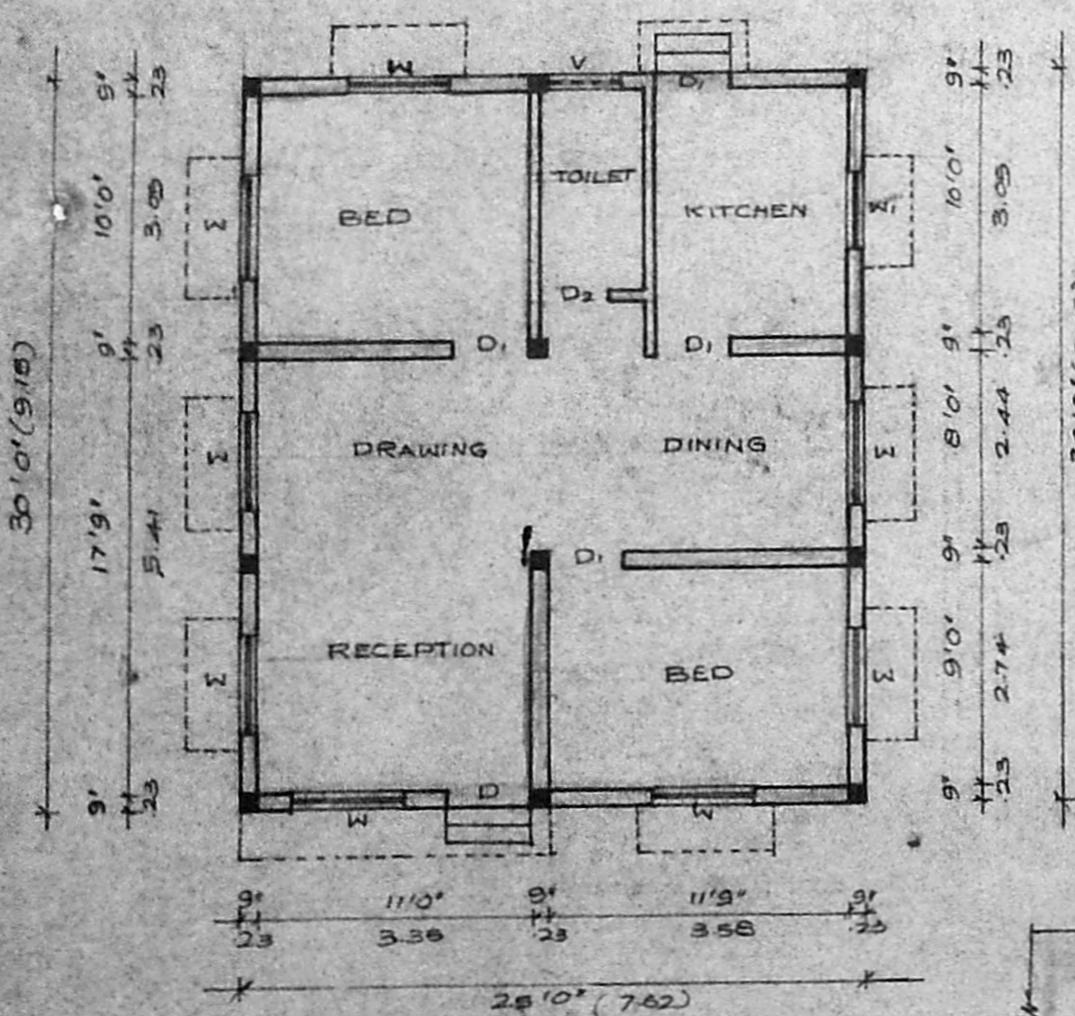 W
V
D1
TOILET
BED
KITCHEN
W
W1
D2
D1
D1
DRAWING
DINING
W
W
D1
RECEPTION
BED
W
W
D
W
W
9"
.23
10'0"
3.05
9"
.23
17'9"
5.41
9"
.23
30'0" (9.15)
9"
.23
10'0"
3.05
9"
.23
8'0"
2.44
9"
.23
9'0"
2.74
9"
.23
9" 11'0" 9" 11'9" 9"
.23 3.35 .23 3.58 .23
25'0" (7.62)